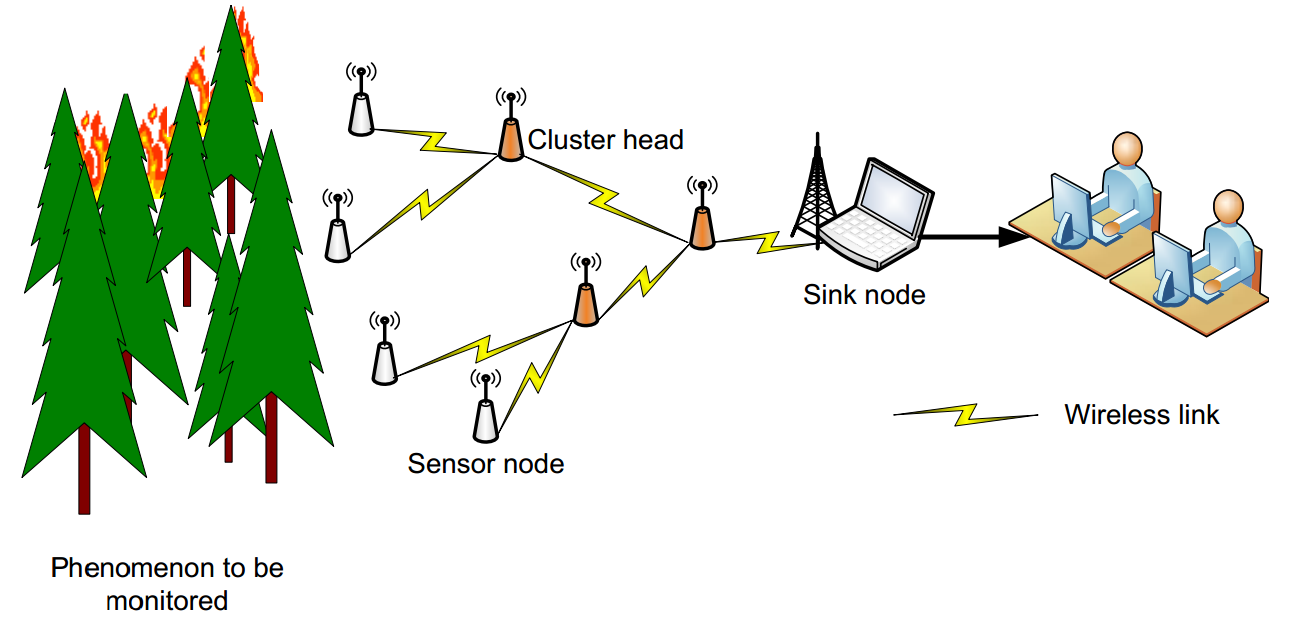 Cluster head
Sink node
Wireless link
Sensor node
Phenomenon to be
monitored